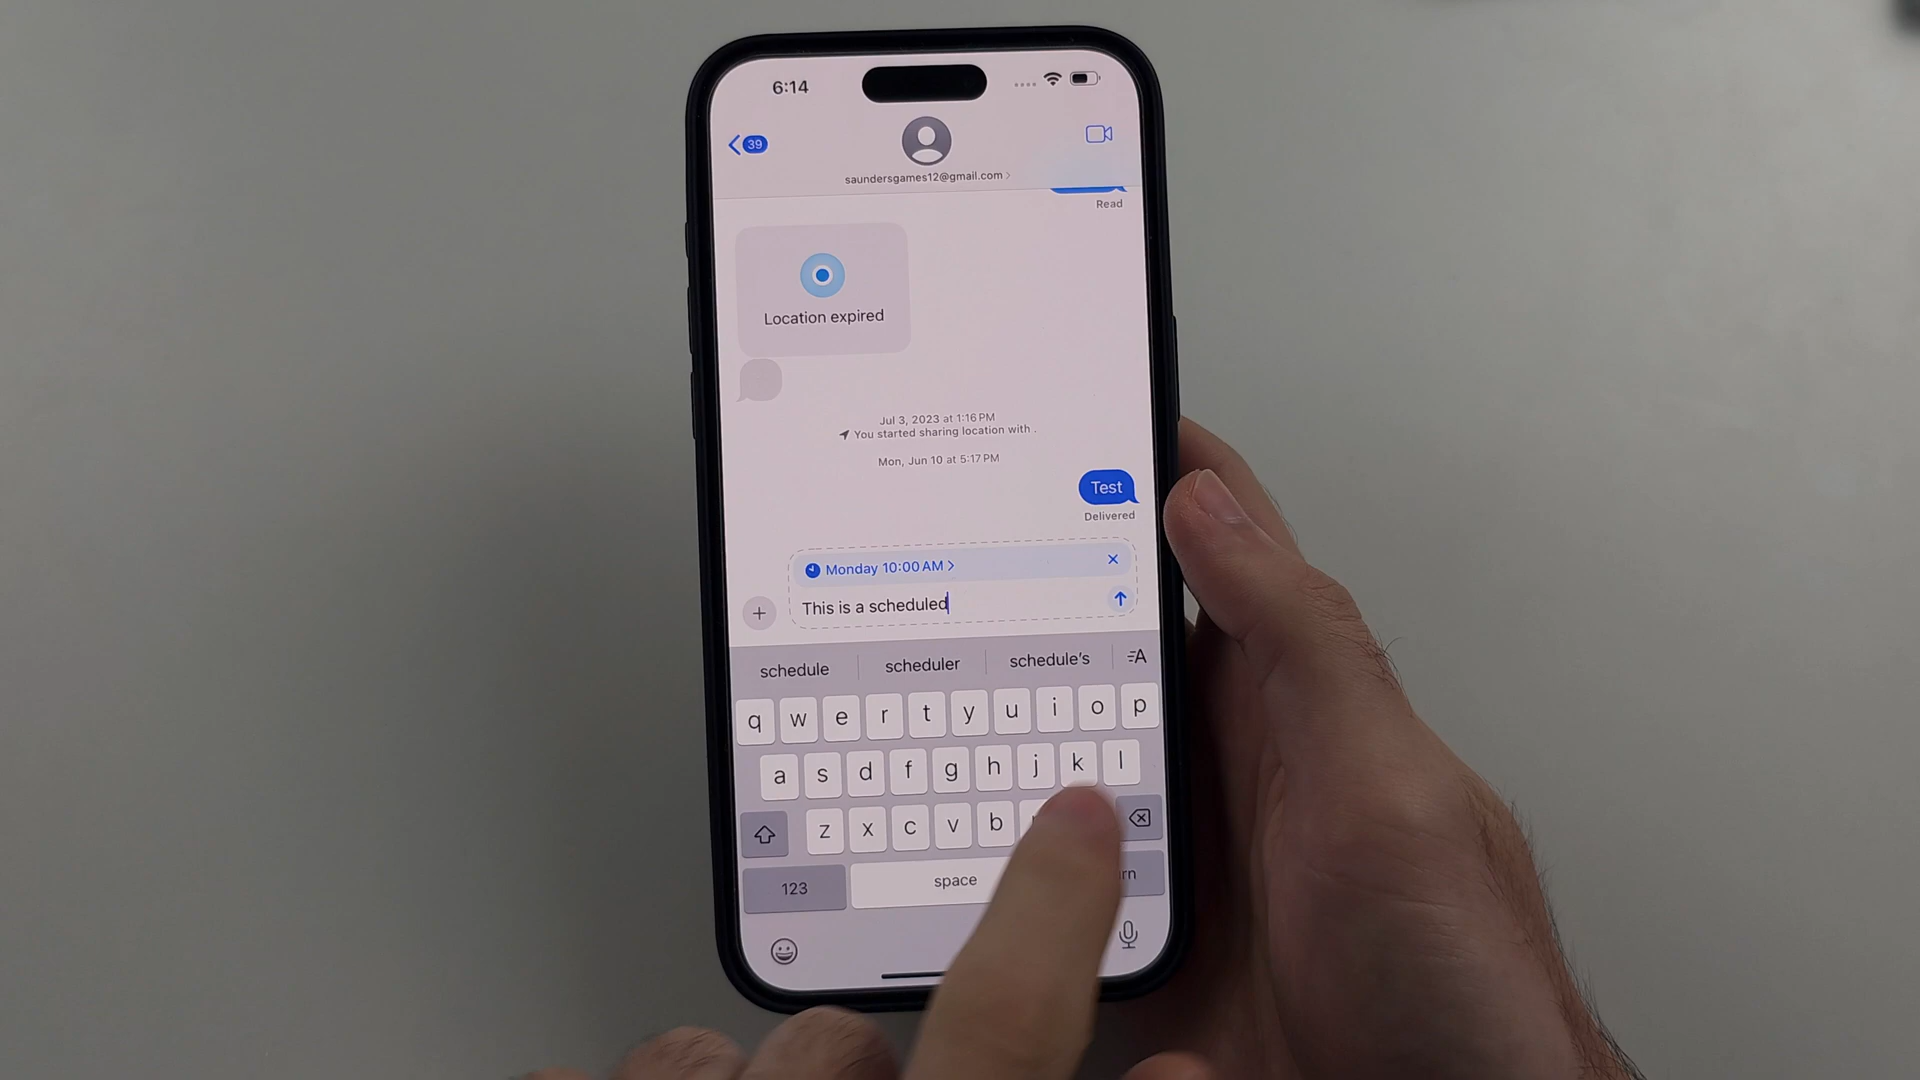 6:14
39
saundersgames12@gmail.com
Read
Location expired
Jul 3, 2023 at 1:16 PM
You started sharing location with .
Mon, Jun 10 at 5:17 PM
Test
Delivered
Monday 10:00 AM
This is a scheduled
schedule scheduler schedule's
q w e r t y u i o p
a s d f g h j k l
z x c v b
123 space rn